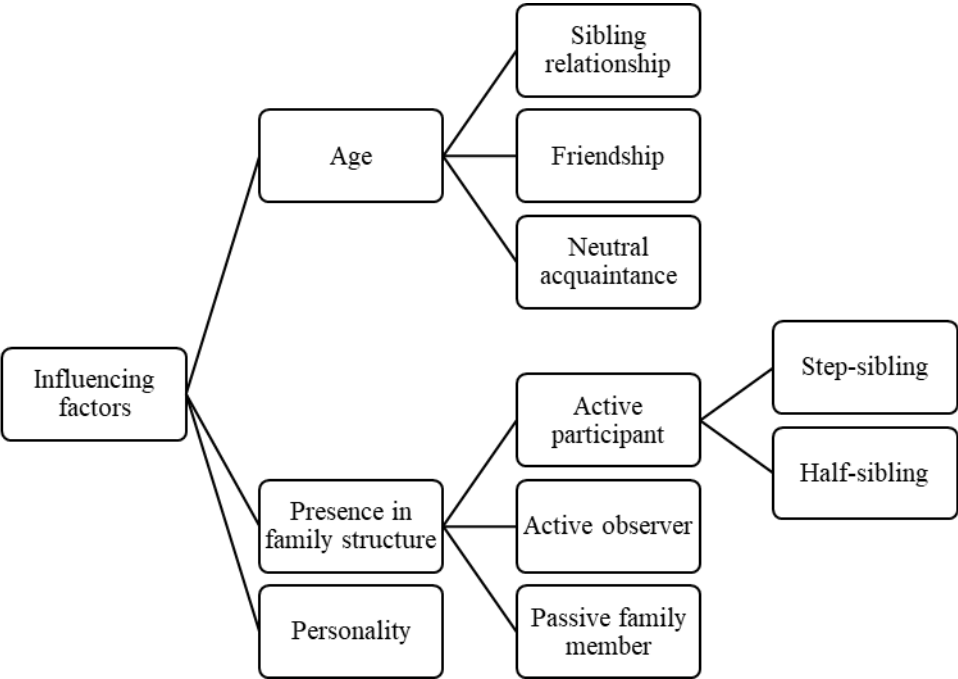 Influencing
factors
Age
Sibling
relationship
Friendship
Neutral
acquaintance
Presence in
family structure
Active
participant
Step-sibling
Half-sibling
Active observer
Passive family
member
Personality